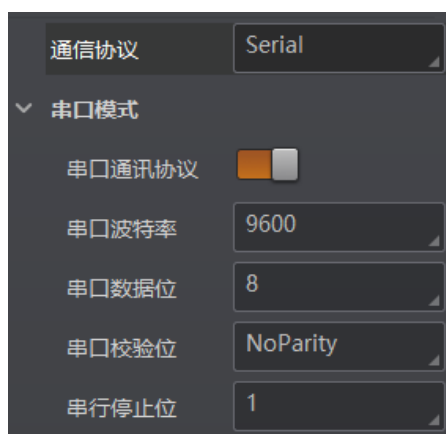 通信协议 Serial
串口模式
串口通讯协议
串口波特率 9600
串口数据位 8
串口校验位 NoParity
串行停止位 1